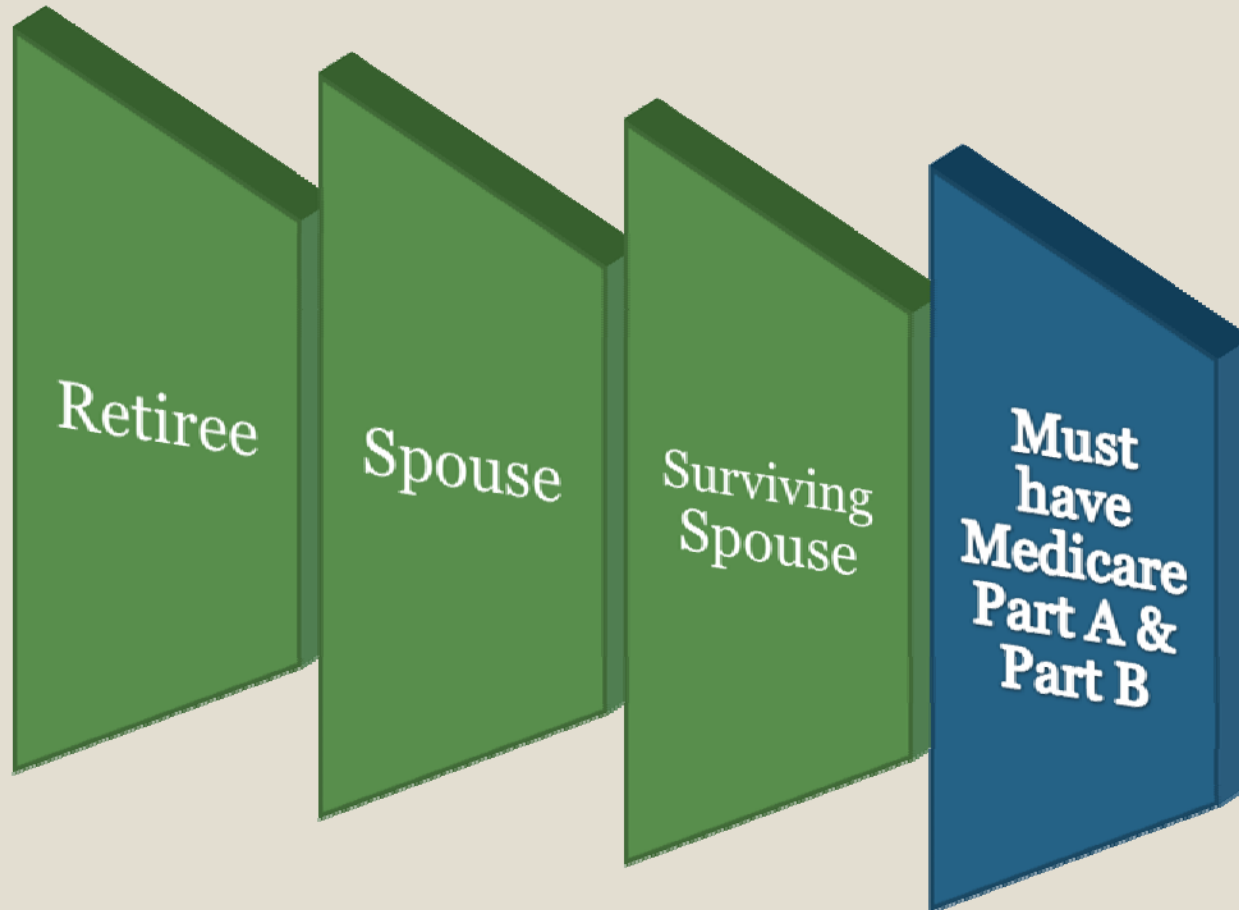 Retiree
Spouse
Surviving
Spouse
Must
have
Medicare
Part A &
Part B